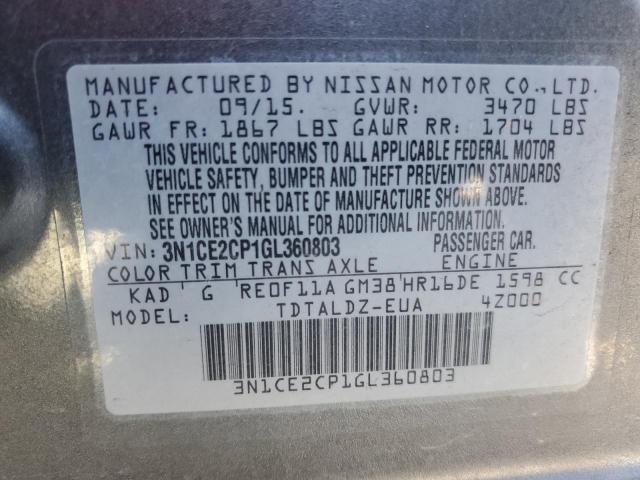 MANUFACTURED BY NISSAN MOTOR CO., LTD.
DATE: 09/15. GVWR: 3470 LBS
GAWR FR: 1867 LBS GAWR RR: 1704 LBS
THIS VEHICLE CONFORMS TO ALL APPLICABLE FEDERAL MOTOR
VEHICLE SAFETY, BUMPER AND THEFT PREVENTION STANDARDS
IN EFFECT ON THE DATE OF MANUFACTURE SHOWN ABOVE.
SEE OWNER'S MANUAL FOR ADDITIONAL INFORMATION.
VIN: 3N1CE2CP1GL360803 PASSENGER CAR.
COLOR TRIM TRANS AXLE ENGINE
KAD G RE0F11A GM38 HR16DE 1598 CC
TDTALDZ-EUA 4Z000
3N1CE2CP1GL360803